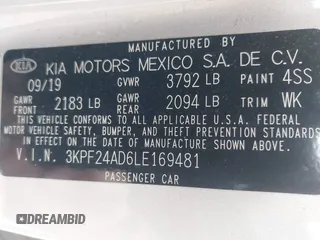 MANUFACTURED BY
KIA KIA MOTORS MEXICO S.A. DE C.V.
09/19 GVWR 3792 LB PAINT 4SS
GAWR FRONT 2183 LB GAWR REAR 2094 LB TRIM WK
THIS VEHICLE CONFORMS TO ALL APPLICABLE U.S.A. FEDERAL
MOTOR VEHICLE SAFETY, BUMPER, AND THEFT PREVENTION STANDARDS
IN EFFECT ON THE DATE OF MANUFACTURE SHOWN ABOVE.
V.I.N.: 3KPF24AD6LE169481
PASSENGER CAR
DREAMBID